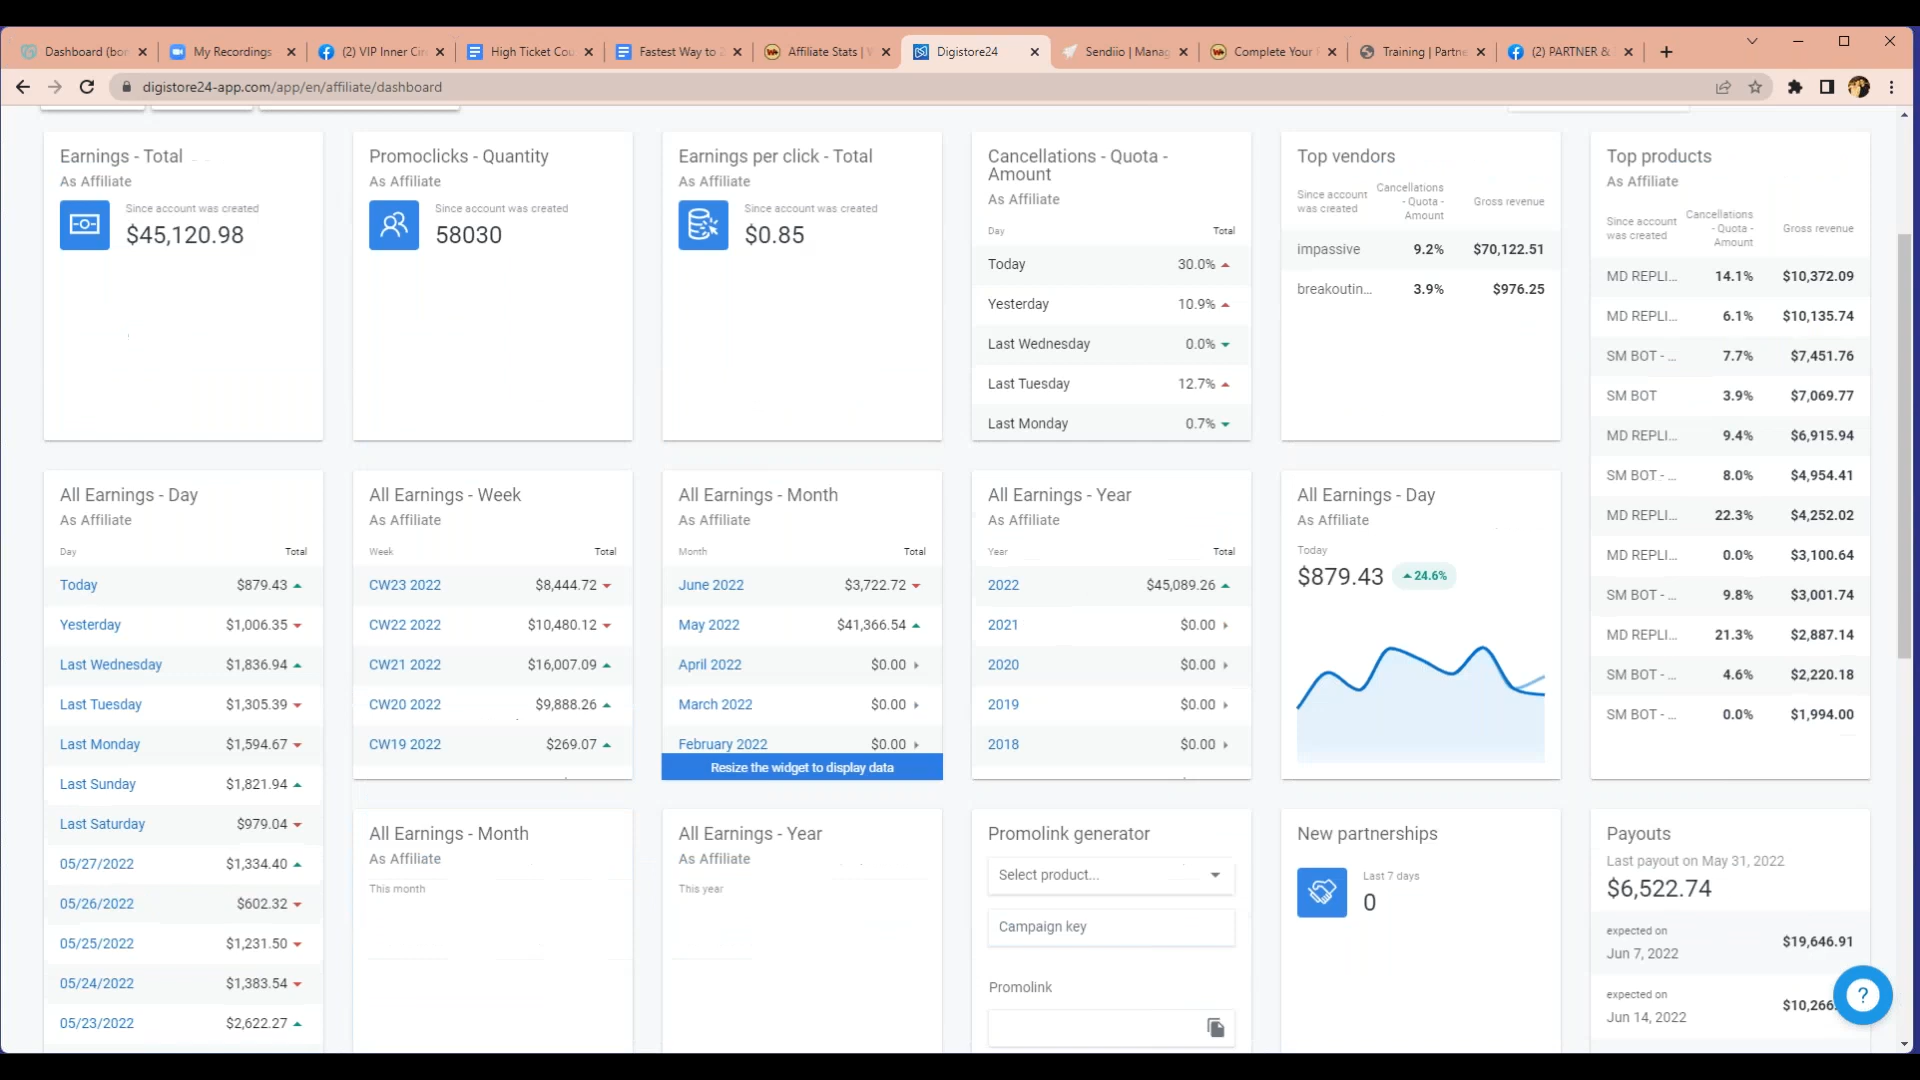 Dashboard (bo
My Recordings
(2) VIP Inner Cir
High Ticket Cou
Fastest Way to
Affiliate Stats |
Digistore24
Sendiio | Manag
Complete Your
Training | Partne
(2) PARTNER &
digistore24-app.com/app/en/affiliate/dashboard
Earnings - Total
As Affiliate
Since account was created
$45,120.98
Promoclicks - Quantity
As Affiliate
Since account was created
58030
Earnings per click - Total
As Affiliate
Since account was created
$0.85
Cancellations - Quota -
Amount
As Affiliate
Day Total
Today 30.0%
Yesterday 10.9%
Last Wednesday 0.0%
Last Tuesday 12.7%
Last Monday 0.7%
Top vendors
Since account
was created
Cancellations
- Quota -
Amount
Gross revenue
impassive 9.2% $70,122.51
breakoutin... 3.9% $976.25
Top products
As Affiliate
Since account
was created
Cancellations
- Quota -
Amount
Gross revenue
MD REPLI... 14.1% $10,372.09
MD REPLI... 6.1% $10,135.74
SM BOT - ... 7.7% $7,451.76
SM BOT 3.9% $7,069.77
MD REPLI... 9.4% $6,915.94
SM BOT - ... 8.0% $4,954.41
MD REPLI... 22.3% $4,252.02
MD REPLI... 0.0% $3,100.64
SM BOT - ... 9.8% $3,001.74
MD REPLI... 21.3% $2,887.14
SM BOT - ... 4.6% $2,220.18
SM BOT - ... 0.0% $1,994.00
All Earnings - Day
As Affiliate
Day Total
Today $879.43
Yesterday $1,006.35
Last Wednesday $1,836.94
Last Tuesday $1,305.39
Last Monday $1,594.67
Last Sunday $1,821.94
Last Saturday $979.04
05/27/2022 $1,334.40
05/26/2022 $602.32
05/25/2022 $1,231.50
05/24/2022 $1,383.54
05/23/2022 $2,622.27
All Earnings - Week
As Affiliate
Week Total
CW23 2022 $8,444.72
CW22 2022 $10,480.12
CW21 2022 $16,007.09
CW20 2022 $9,888.26
CW19 2022 $269.07
All Earnings - Month
As Affiliate
Month Total
June 2022 $3,722.72
May 2022 $41,366.54
April 2022 $0.00
March 2022 $0.00
February 2022 $0.00
Resize the widget to display data
All Earnings - Year
As Affiliate
Year Total
2022 $45,089.26
2021 $0.00
2020 $0.00
2019 $0.00
2018 $0.00
All Earnings - Day
As Affiliate
Today
$879.43 24.6%
All Earnings - Month
As Affiliate
This month
All Earnings - Year
As Affiliate
This year
Promolink generator
Select product...
Campaign key
Promolink
New partnerships
Last 7 days
0
Payouts
Last payout on May 31, 2022
$6,522.74
expected on
Jun 7, 2022
$19,646.91
expected on
Jun 14, 2022
$10,266.
?